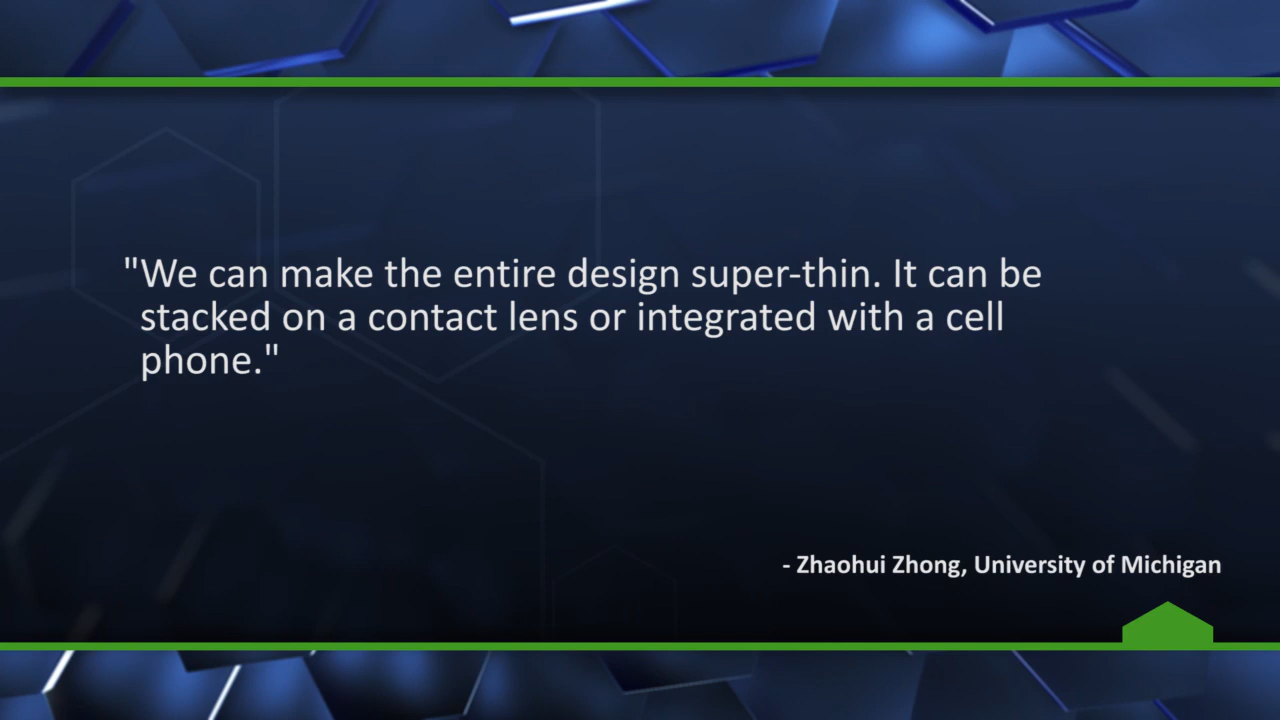 "We can make the entire design super-thin. It can be
stacked on a contact lens or integrated with a cell
phone."
- Zhaohui Zhong, University of Michigan